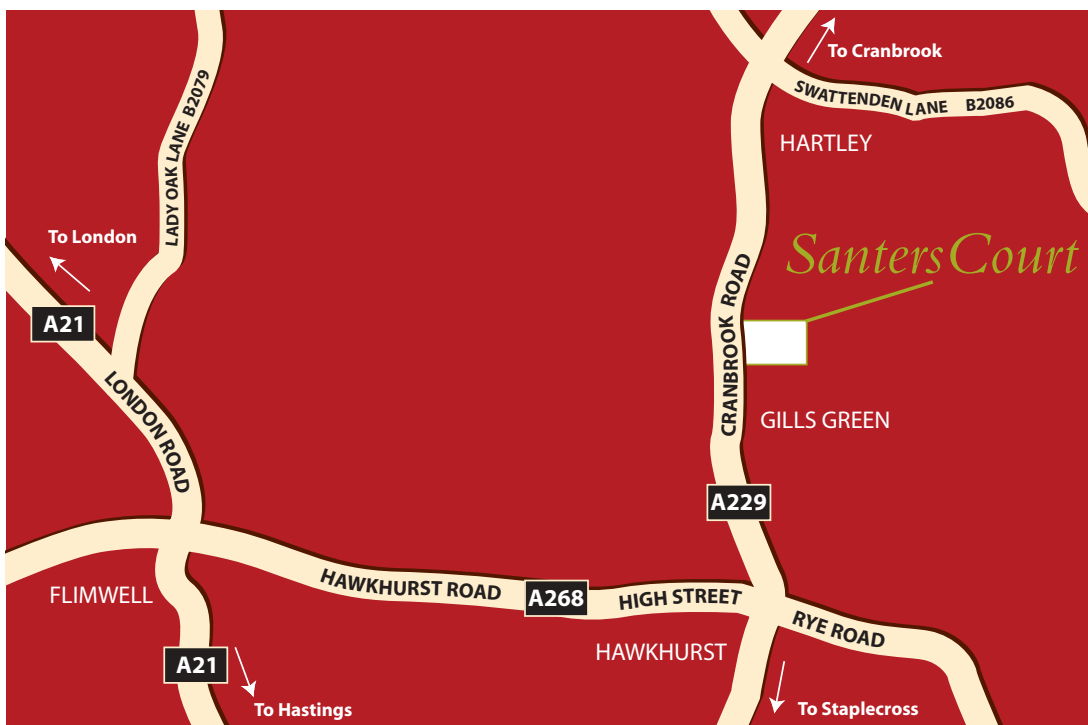 To Cranbrook
SWATTENDEN LANE B2086
HARTLEY
LADY OAK LANE B2079
To London
A21
Santers Court
CRANBROOK ROAD
LONDON ROAD
GILLS GREEN
A229
FLIMWELL
HAWKHURST ROAD
A268
HIGH STREET
RYE ROAD
HAWKHURST
A21
To Hastings
To Staplecross